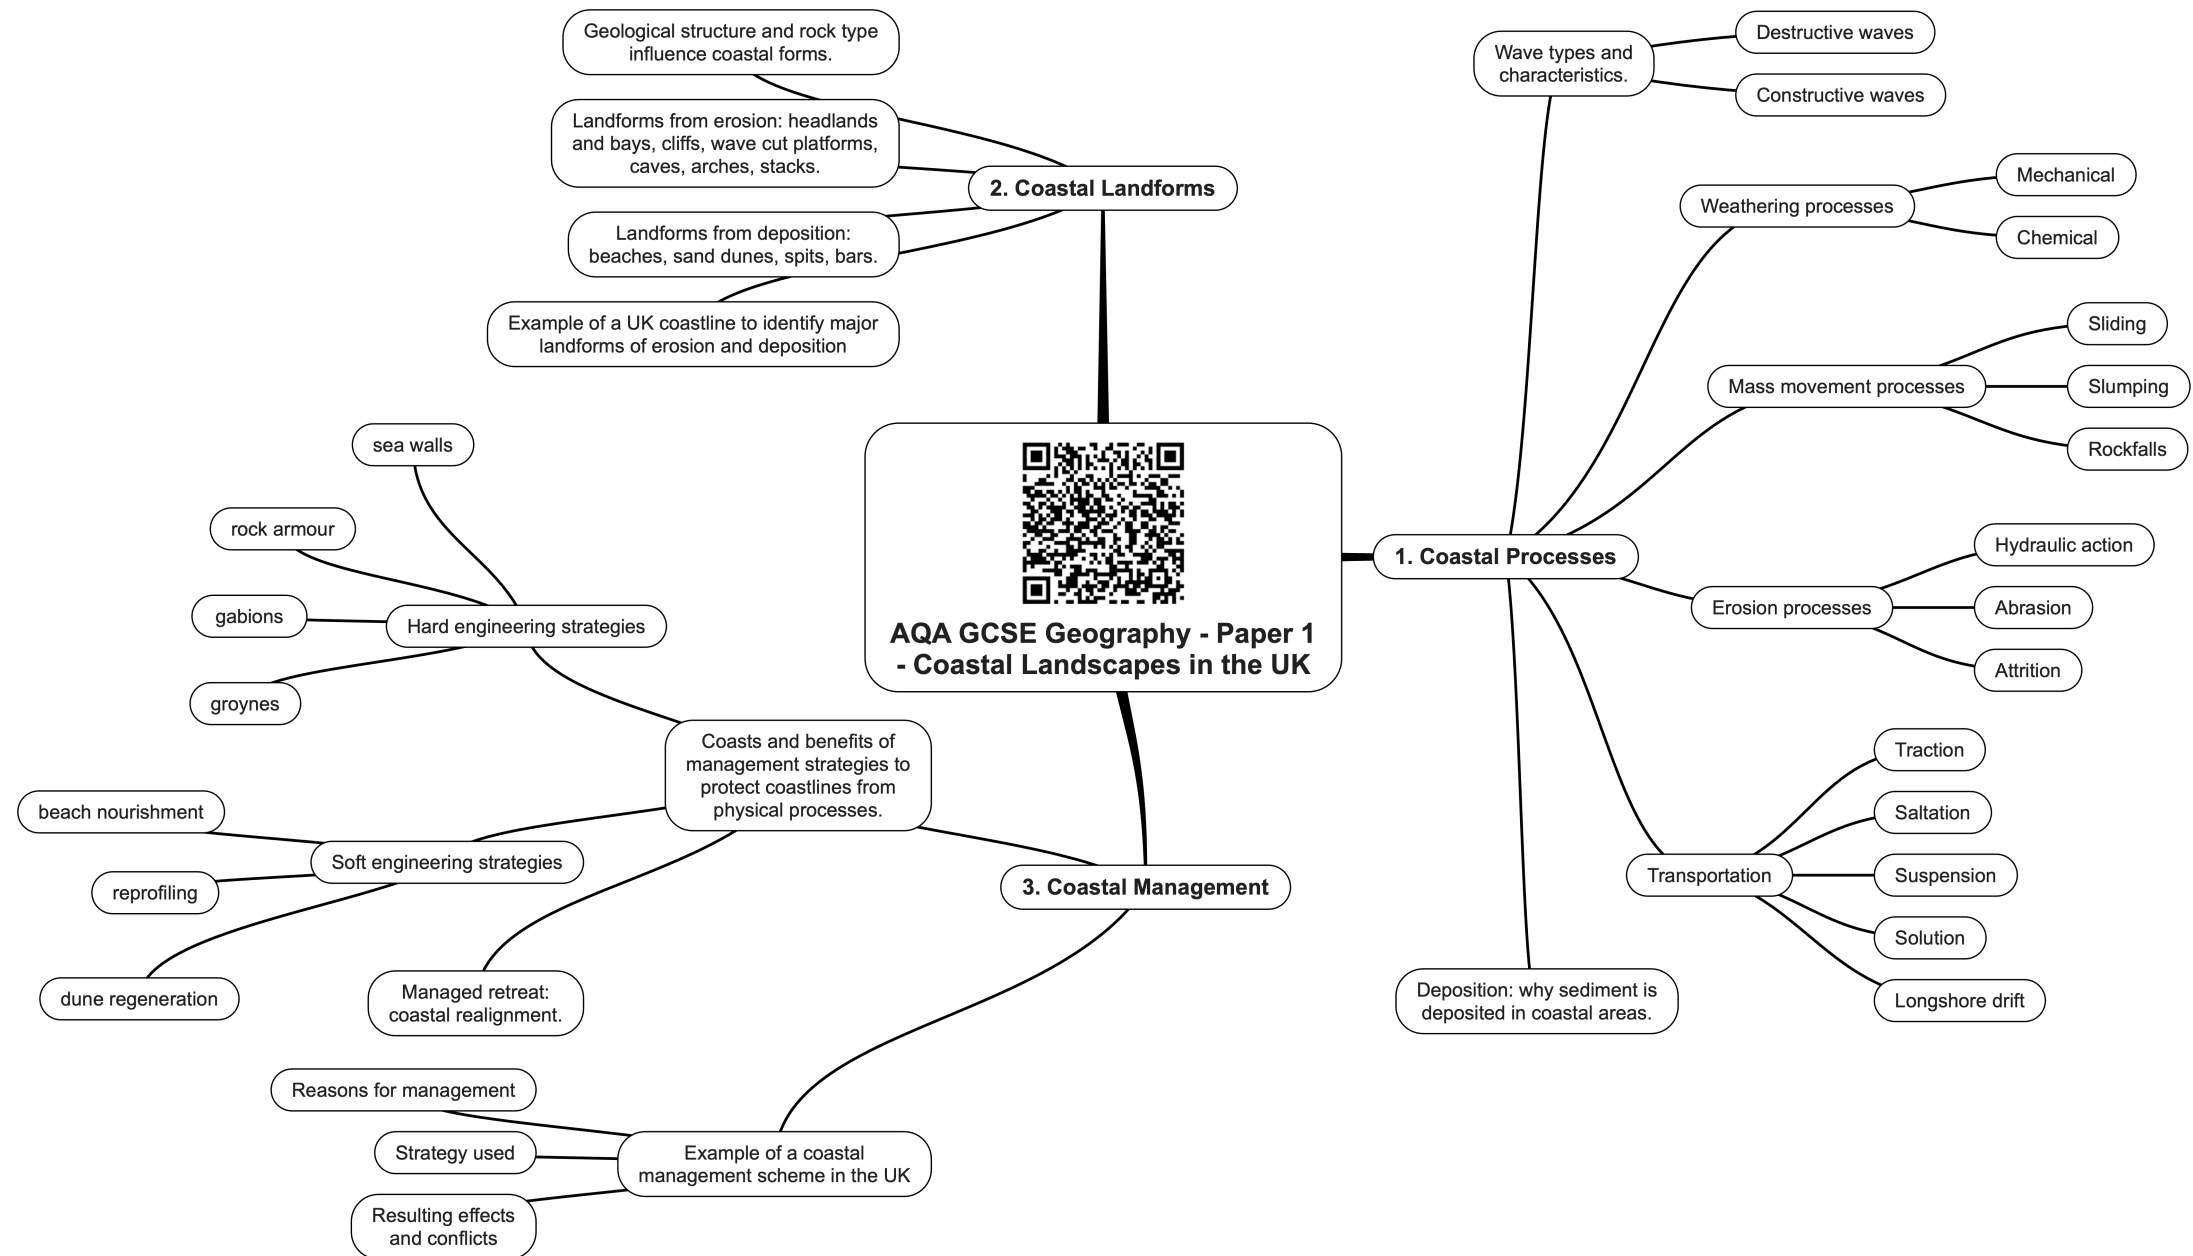 AQA GCSE Geography - Paper 1
- Coastal Landscapes in the UK
1. Coastal Processes
Wave types and
characteristics.
Destructive waves
Constructive waves
Weathering processes
Mechanical
Chemical
Mass movement processes
Sliding
Slumping
Rockfalls
Erosion processes
Hydraulic action
Abrasion
Attrition
Transportation
Traction
Saltation
Suspension
Solution
Longshore drift
Deposition: why sediment is
deposited in coastal areas.
2. Coastal Landforms
Geological structure and rock type
influence coastal forms.
Landforms from erosion: headlands
and bays, cliffs, wave cut platforms,
caves, arches, stacks.
Landforms from deposition:
beaches, sand dunes, spits, bars.
Example of a UK coastline to identify major
landforms of erosion and deposition
3. Coastal Management
Coasts and benefits of
management strategies to
protect coastlines from
physical processes.
Hard engineering strategies
sea walls
rock armour
gabions
groynes
Soft engineering strategies
beach nourishment
reprofiling
dune regeneration
Managed retreat:
coastal realignment.
Example of a coastal
management scheme in the UK
Reasons for management
Strategy used
Resulting effects
and conflicts